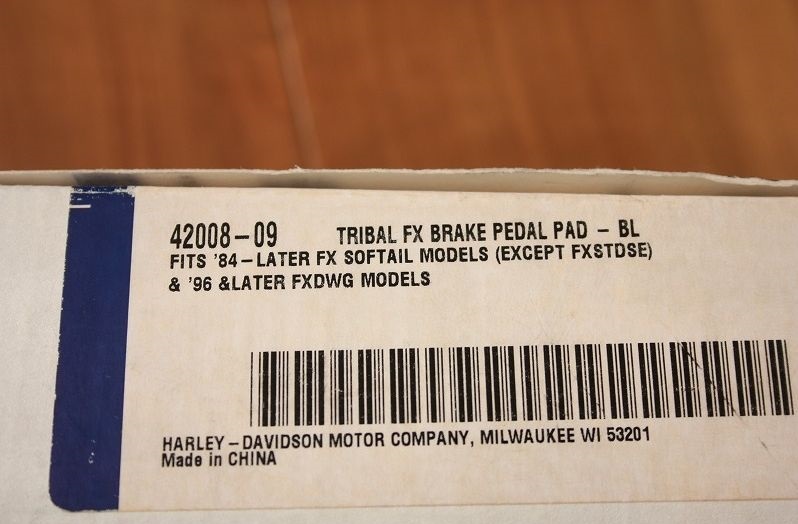 42008-09 TRIBAL FX BRAKE PEDAL PAD - BL
FITS '84-LATER FX SOFTAIL MODELS (EXCEPT FXSTDSE)
& '96 &LATER FXDWG MODELS
HARLEY-DAVIDSON MOTOR COMPANY, MILWAUKEE WI 53201
Made in CHINA